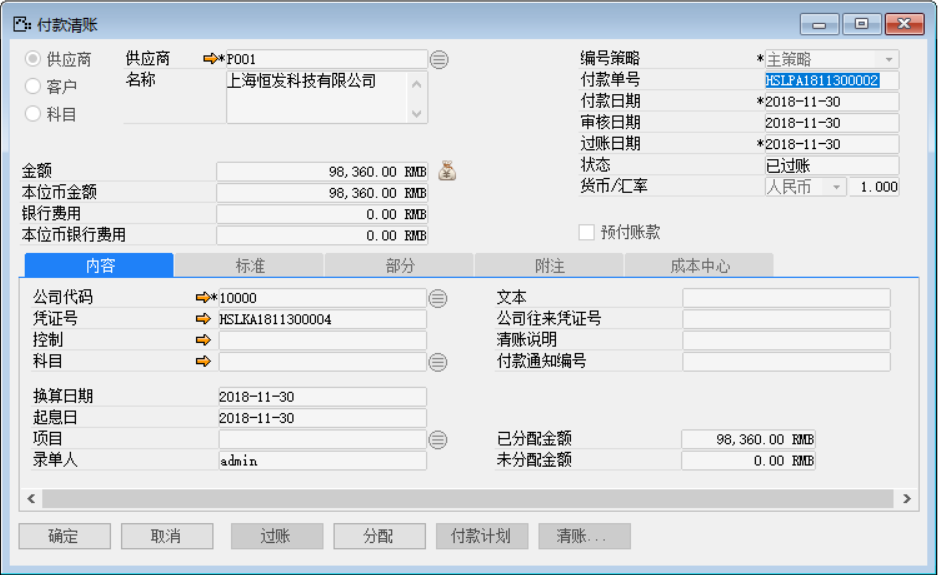 付款清账
供应商 供应商 *P001 编号策略 *主策略
客户 名称 上海恒发科技有限公司 付款单号 HSLPA1811300002
科目 付款日期 *2018-11-30
审核日期 2018-11-30
过账日期 *2018-11-30
金额 98,360.00 RMB 状态 已过账
本位币金额 98,360.00 RMB 货币/汇率 人民币 1.000
银行费用 0.00 RMB
本位币银行费用 0.00 RMB 预付账款
内容 标准 部分 附注 成本中心
公司代码 *10000 文本
凭证号 HSLKA1811300004 公司往来凭证号
控制 清账说明
科目 付款通知编号
换算日期 2018-11-30
起息日 2018-11-30
项目 已分配金额 98,360.00 RMB
录单人 admin 未分配金额 0.00 RMB
确定 取消 过账 分配 付款计划 清账...